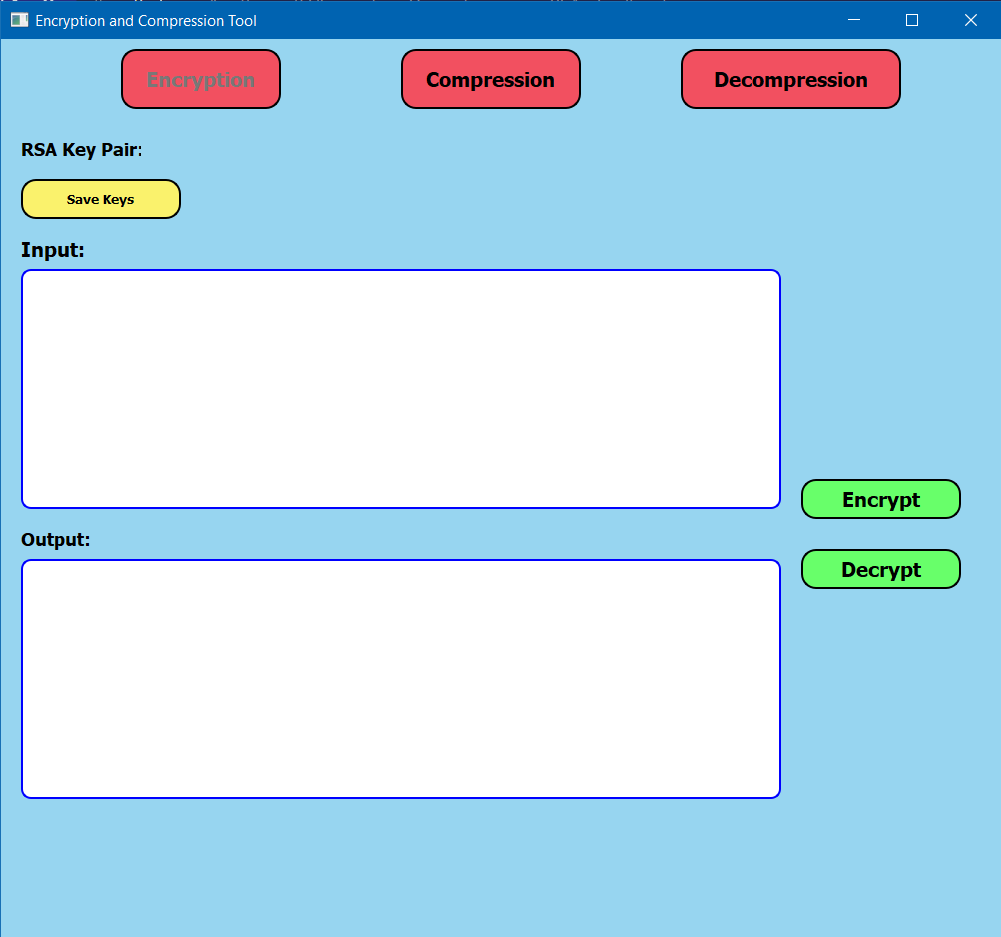 Encryption and Compression Tool
Encryption
Compression
Decompression
RSA Key Pair:
Save Keys
Input:
Encrypt
Output:
Decrypt